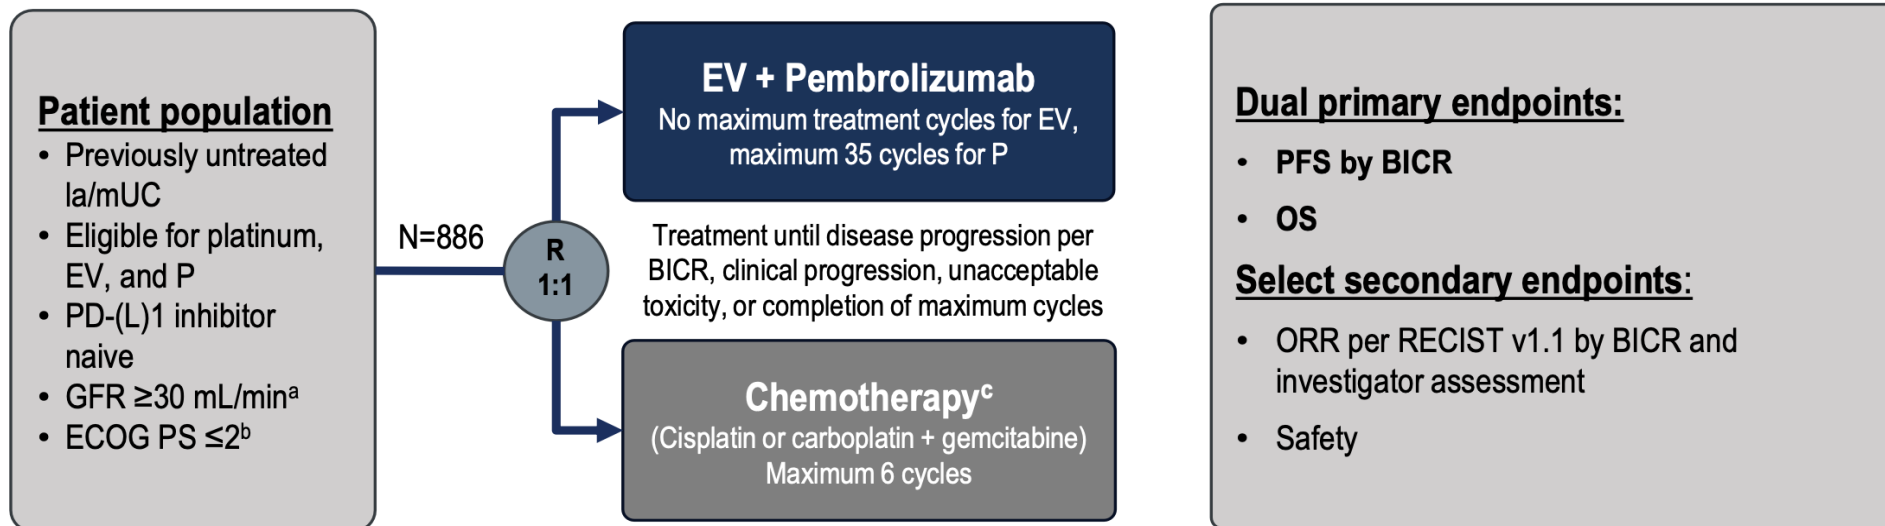 Patient population
• Previously untreated
la/mUC
• Eligible for platinum,
EV, and P
• PD-(L)1 inhibitor
naive
• GFR ≥30 mL/minᵃ
• ECOG PS ≤2ᵇ
N=886
R
1:1
EV + Pembrolizumab
No maximum treatment cycles for EV,
maximum 35 cycles for P
Treatment until disease progression per
BICR, clinical progression, unacceptable
toxicity, or completion of maximum cycles
Chemotherapyᶜ
(Cisplatin or carboplatin + gemcitabine)
Maximum 6 cycles
Dual primary endpoints:
• PFS by BICR
• OS
Select secondary endpoints:
• ORR per RECIST v1.1 by BICR and
investigator assessment
• Safety